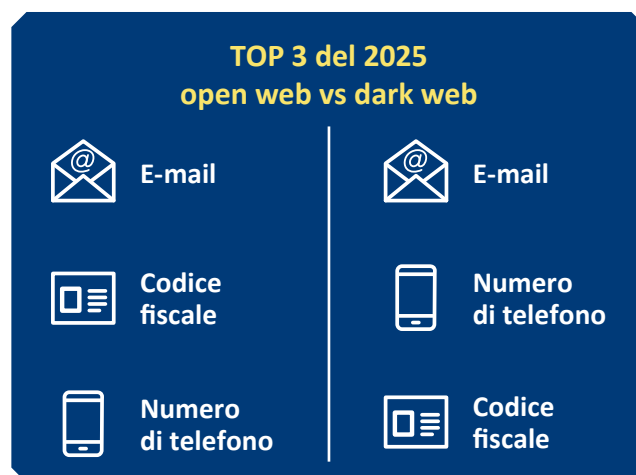 TOP 3 del 2025
open web vs dark web
@
E-mail
Codice
fiscale
Numero
di telefono
@
E-mail
Numero
di telefono
Codice
fiscale